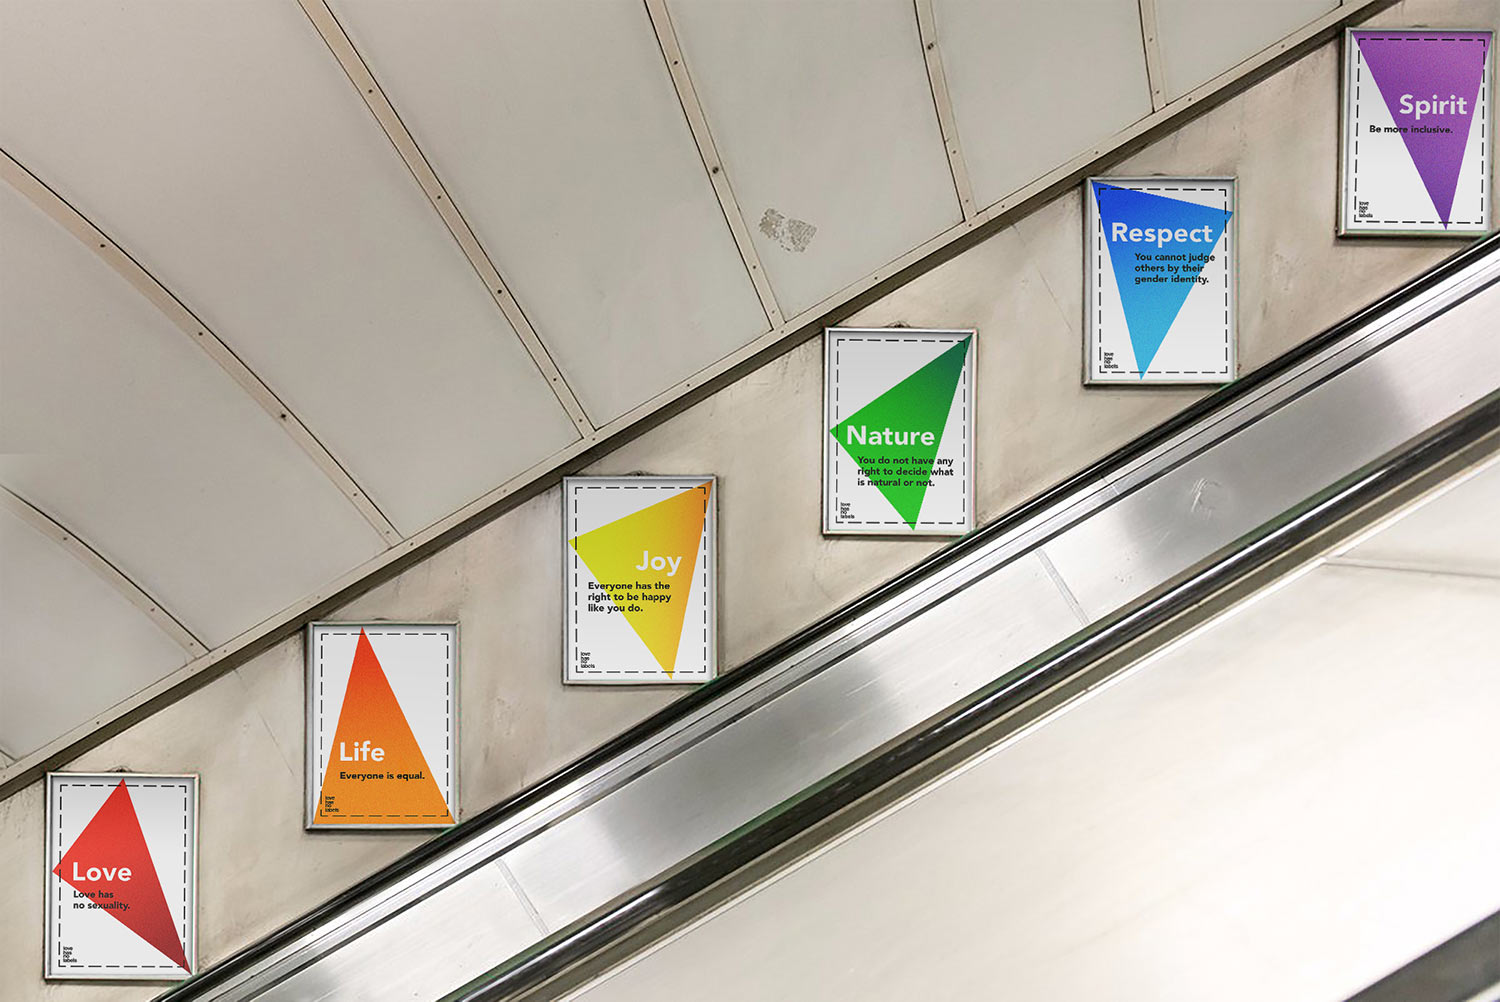 Love
Love has
no sexuality.
love
has
no
labels
Life
Everyone is equal.
love
has
no
labels
Joy
Everyone has the
right to be happy
like you do.
love
has
no
labels
Nature
You do not have any
right to decide what
is natural or not.
love
has
no
labels
Respect
You cannot judge
others by their
gender identity.
love
has
no
labels
Spirit
Be more inclusive.
love
has
no
labels